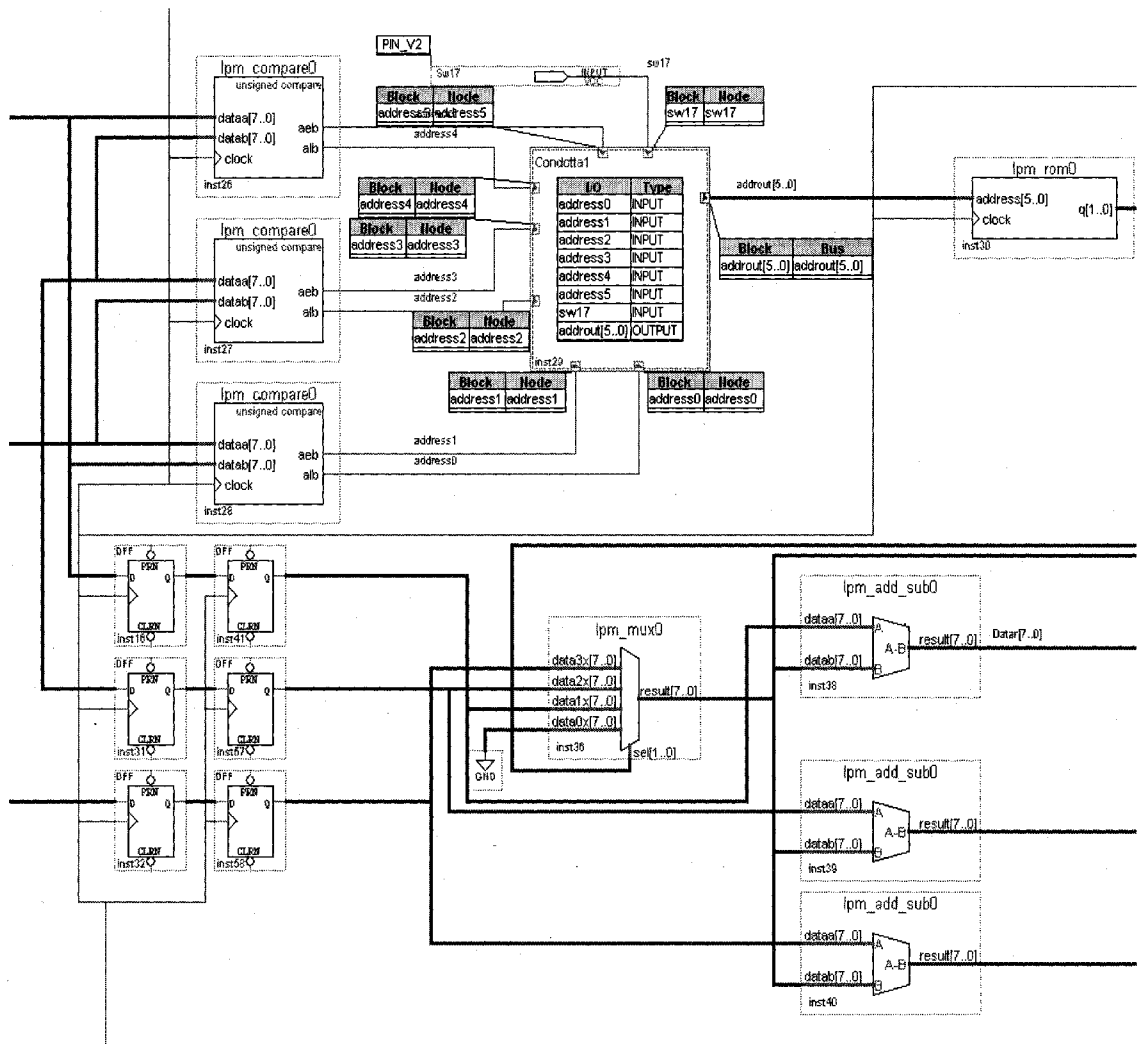 PIN_V2
lpm_compare0
unsigned compare
dataa[7..0]
datab[7..0]
clock
aeb
alb
inst26
sw17
INPUT
VCC
sw17
Block Node
address5 address5
address4
Block Node
sw17 sw17
Condotta1
I/O Type
address0 INPUT
address1 INPUT
address2 INPUT
address3 INPUT
address4 INPUT
address5 INPUT
sw17 INPUT
addrout[5..0] OUTPUT
inst29
Block Node
address4 address4
Block Node
address3 address3
addrout[5..0]
Block Bus
addrout[5..0] addrout[5..0]
lpm_rom0
address[5..0]
clock
q[1..0]
inst30
lpm_compare0
unsigned compare
dataa[7..0]
datab[7..0]
clock
aeb
alb
inst27
address3
address2
Block Node
address2 address2
Block Node
address1 address1
Block Node
address0 address0
lpm_compare0
unsigned compare
dataa[7..0]
datab[7..0]
clock
aeb
alb
inst28
address1
address0
DFF
PRN
D Q
CLRN
inst16
DFF
PRN
D Q
CLRN
inst41
DFF
PRN
D Q
CLRN
inst31
DFF
PRN
D Q
CLRN
inst57
DFF
PRN
D Q
CLRN
inst32
DFF
PRN
D Q
CLRN
inst58
lpm_mux0
data3x[7..0]
data2x[7..0]
data1x[7..0]
data0x[7..0]
result[7..0]
sel[1..0]
inst36
GND
lpm_add_sub0
dataa[7..0]
A
A-B
datab[7..0]
B
result[7..0]
Datar[7..0]
inst38
lpm_add_sub0
dataa[7..0]
A
A-B
datab[7..0]
B
result[7..0]
inst39
lpm_add_sub0
dataa[7..0]
A
A-B
datab[7..0]
B
result[7..0]
inst40